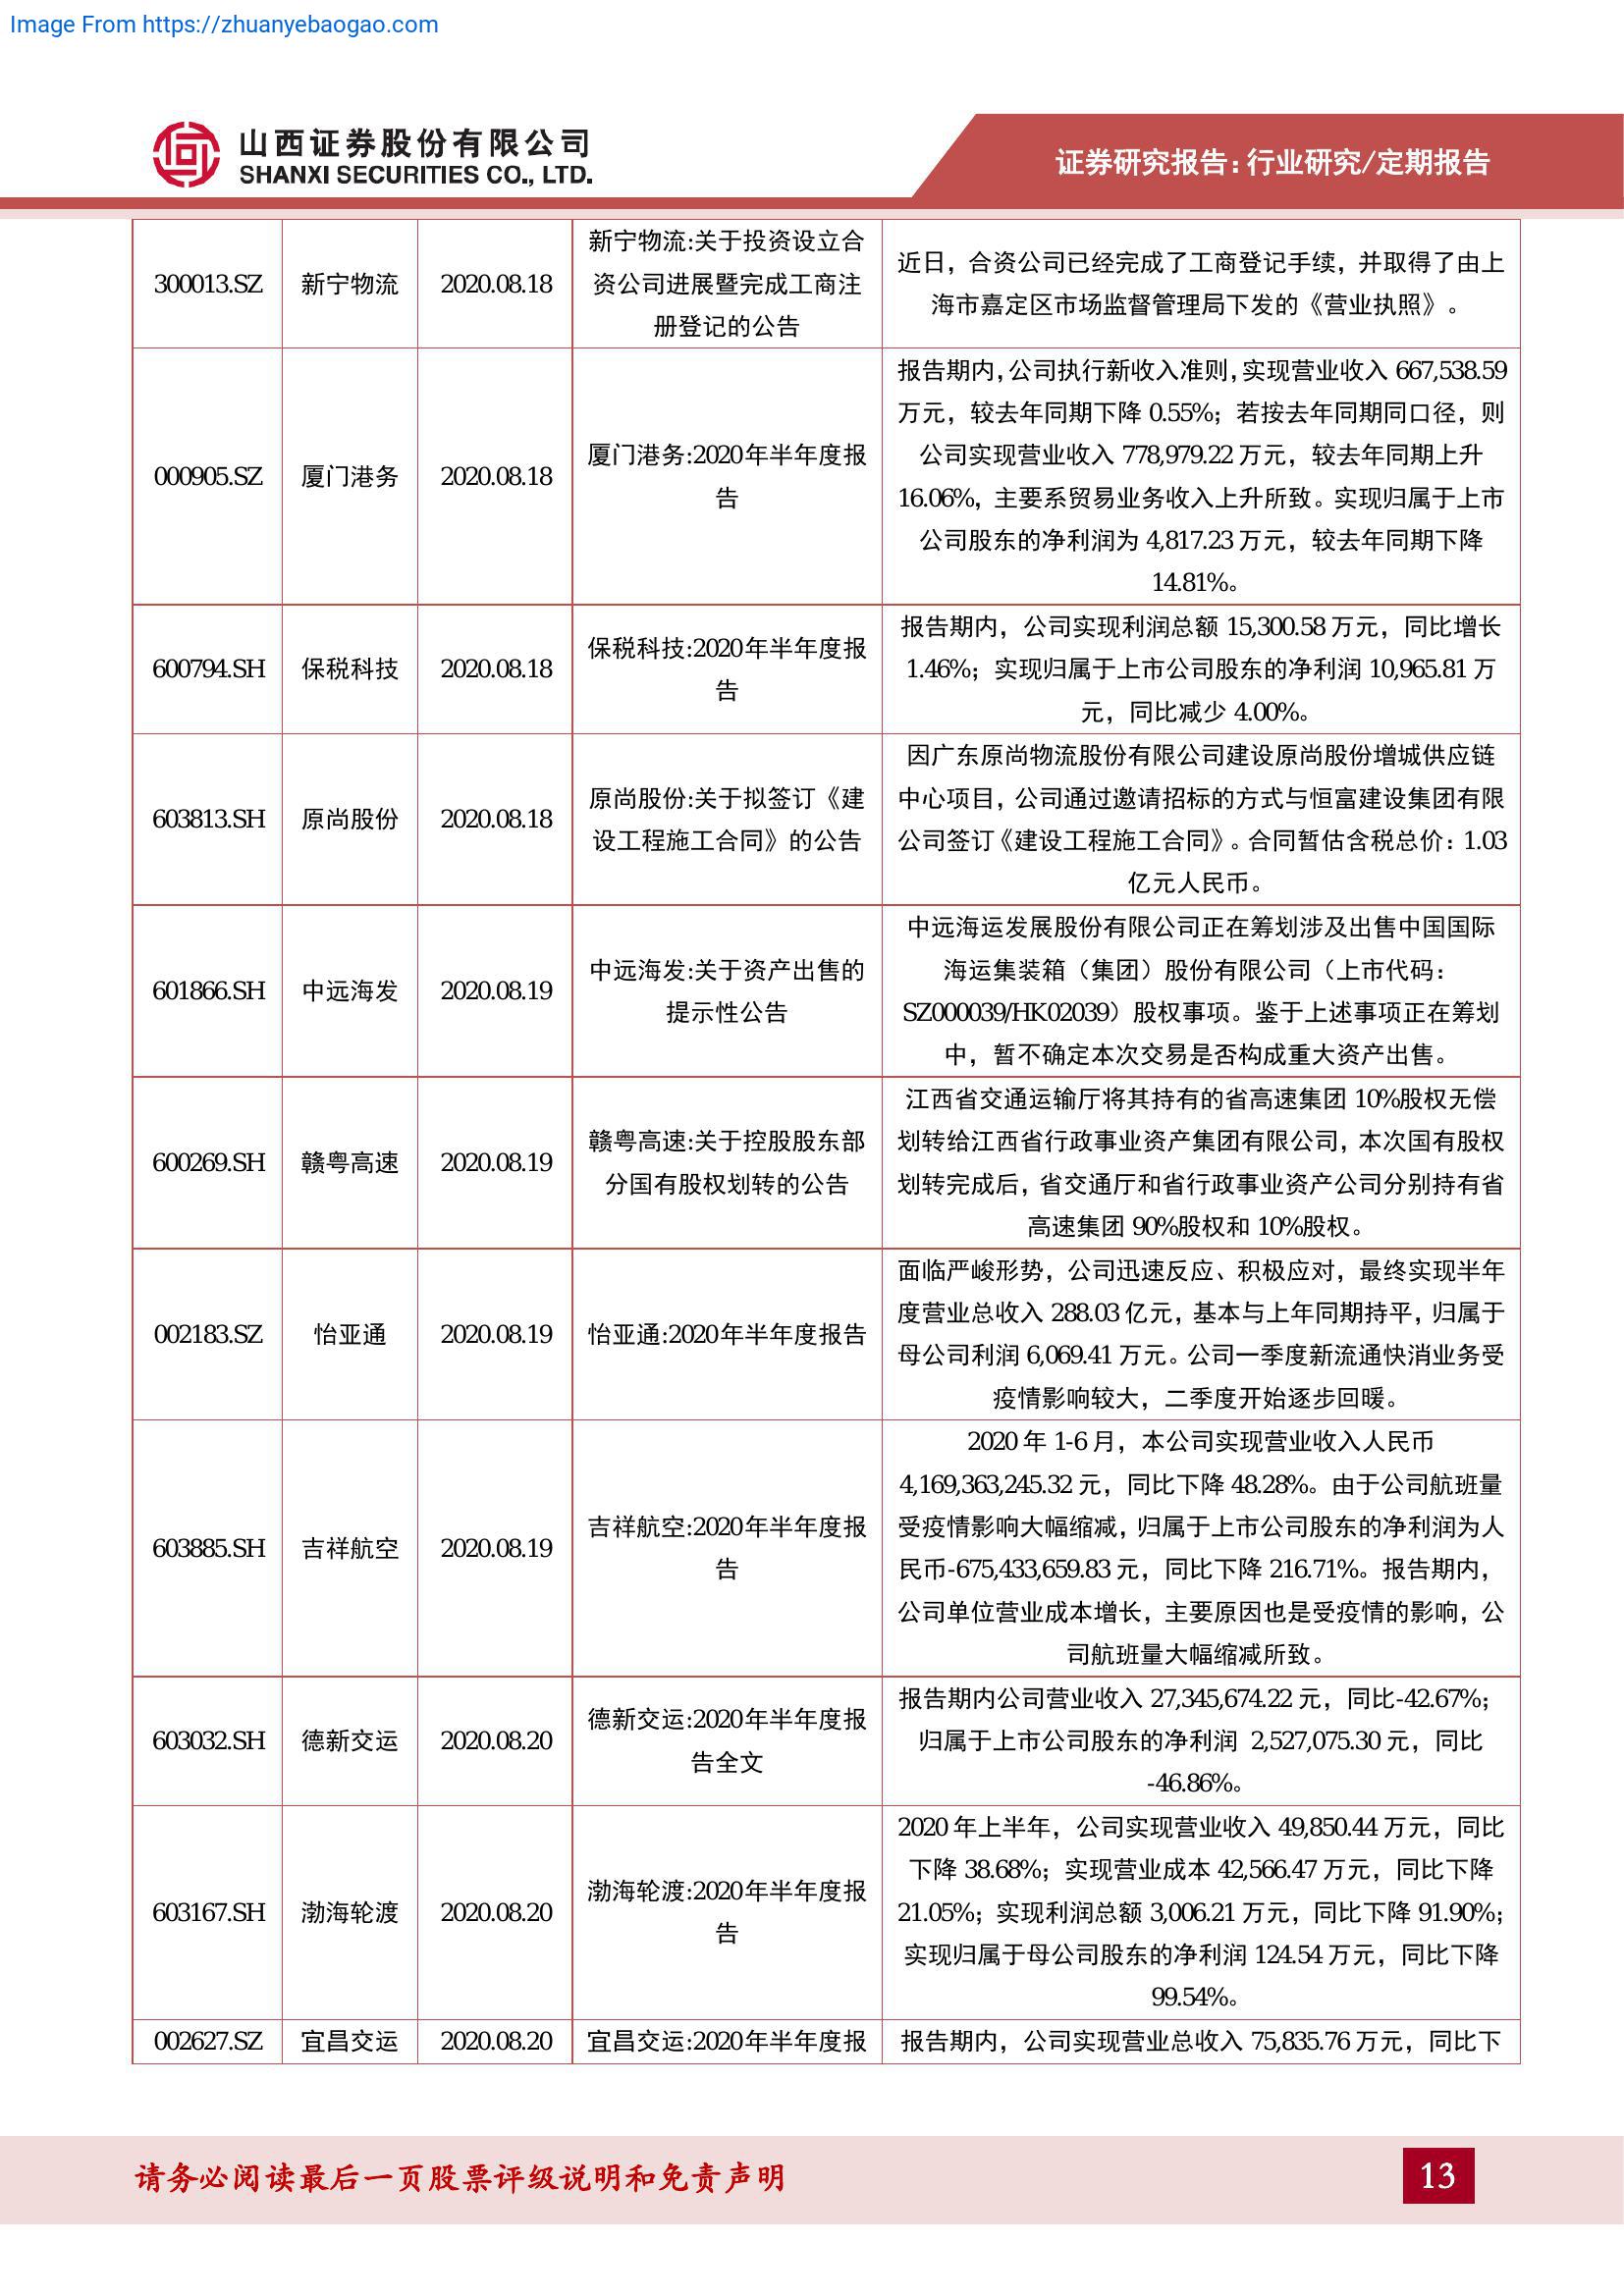 Image From https://zhuanyebaogao.com
山西证券股份有限公司
SHANXI SECURITIES CO., LTD.
证券研究报告:行业研究/定期报告
300013.SZ
新宁物流
2020.08.18
新宁物流:关于投资设立合
资公司进展暨完成工商注
册登记的公告
近日，合资公司已经完成了工商登记手续，并取得了由上
海市嘉定区市场监督管理局下发的《营业执照》。
000905.SZ
厦门港务
2020.08.18
厦门港务:2020年半年度报
告
报告期内，公司执行新收入准则，实现营业收入 667,538.59
万元，较去年同期下降 0.55%；若按去年同期同口径，则
公司实现营业收入 778,979.22 万元，较去年同期上升
16.06%，主要系贸易业务收入上升所致。实现归属于上市
公司股东的净利润为 4,817.23 万元，较去年同期下降
14.81%。
600794.SH
保税科技
2020.08.18
保税科技:2020年半年度报
告
报告期内，公司实现利润总额 15,300.58 万元，同比增长
1.46%；实现归属于上市公司股东的净利润 10,965.81 万
元，同比减少 4.00%。
603813.SH
原尚股份
2020.08.18
原尚股份:关于拟签订《建
设工程施工合同》的公告
因广东原尚物流股份有限公司建设原尚股份增城供应链
中心项目，公司通过邀请招标的方式与恒富建设集团有限
公司签订《建设工程施工合同》。合同暂估含税总价：1.03
亿元人民币。
601866.SH
中远海发
2020.08.19
中远海发:关于资产出售的
提示性公告
中远海运发展股份有限公司正在筹划涉及出售中国国际
海运集装箱（集团）股份有限公司（上市代码：
SZ000039/HK02039）股权事项。鉴于上述事项正在筹划
中，暂不确定本次交易是否构成重大资产出售。
600269.SH
赣粤高速
2020.08.19
赣粤高速:关于控股股东部
分国有股权划转的公告
江西省交通运输厅将其持有的省高速集团 10%股权无偿
划转给江西省行政事业资产集团有限公司，本次国有股权
划转完成后，省交通厅和省行政事业资产公司分别持有省
高速集团 90%股权和 10%股权。
002183.SZ
怡亚通
2020.08.19
怡亚通:2020年半年度报告
面临严峻形势，公司迅速反应、积极应对，最终实现半年
度营业总收入 288.03 亿元，基本与上年同期持平，归属于
母公司利润 6,069.41 万元。公司一季度新流通快消业务受
疫情影响较大，二季度开始逐步回暖。
603885.SH
吉祥航空
2020.08.19
吉祥航空:2020年半年度报
告
2020 年 1-6 月，本公司实现营业收入人民币
4,169,363,245.32 元，同比下降 48.28%。由于公司航班量
受疫情影响大幅缩减，归属于上市公司股东的净利润为人
民币-675,433,659.83 元，同比下降 216.71%。报告期内，
公司单位营业成本增长，主要原因也是受疫情的影响，公
司航班量大幅缩减所致。
603032.SH
德新交运
2020.08.20
德新交运:2020年半年度报
告全文
报告期内公司营业收入 27,345,674.22 元，同比-42.67%；
归属于上市公司股东的净利润 2,527,075.30 元，同比
-46.86%。
603167.SH
渤海轮渡
2020.08.20
渤海轮渡:2020年半年度报
告
2020 年上半年，公司实现营业收入 49,850.44 万元，同比
下降 38.68%；实现营业成本 42,566.47 万元，同比下降
21.05%；实现利润总额 3,006.21 万元，同比下降 91.90%；
实现归属于母公司股东的净利润 124.54 万元，同比下降
99.54%。
002627.SZ
宜昌交运
2020.08.20
宜昌交运:2020年半年度报
报告期内，公司实现营业总收入 75,835.76 万元，同比下
请务必阅读最后一页股票评级说明和免责声明
13